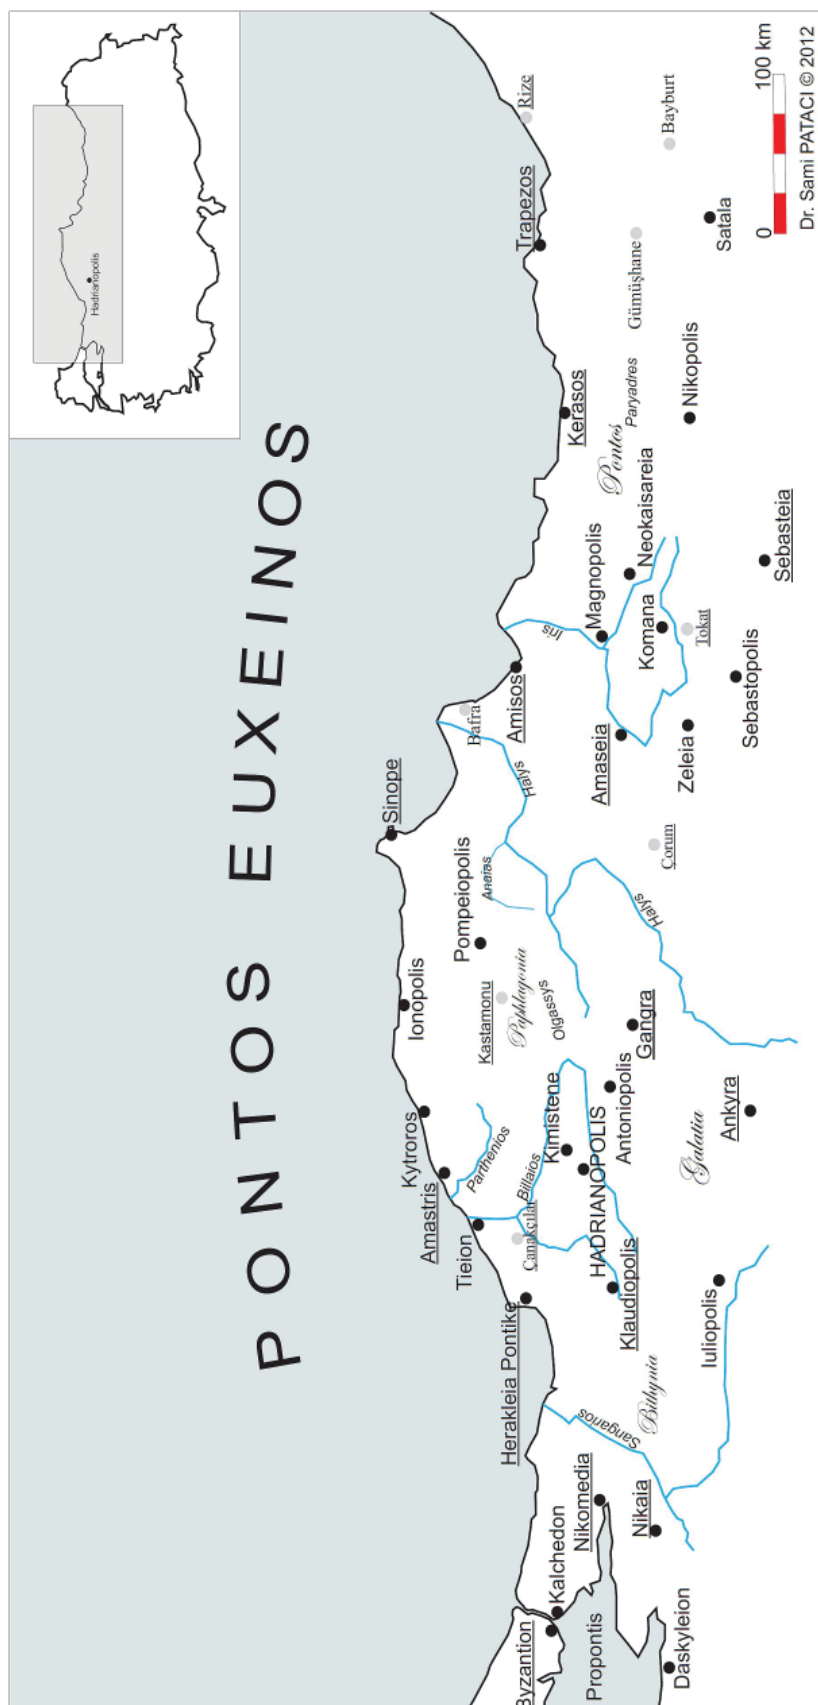 Hadrianopolis
PONTOS EUXEINOS
Byzantion
Kalchedon
Propontis
Daskyleion
Nikomedia
Nikaia
Sangarios
Bithynia
Herakleia Pontike
Tieion
Çanakçılar
Klaudiopolis
Iuliopolis
Amastris
Kytroros
Parthenios
Billaios
Kimistene
HADRIANOPOLIS
Antoniopolis
Galatia
Ankyra
Gangra
Ionopolis
Kastamonu
Paphlagonia
Olgassys
Pompeiopolis
Sinope
Halys
Halys
Çorum
Bafra
Amisos
Amaseia
Zeleia
Sebastopolis
Iris
Magnopolis
Komana
Tokat
Neokaisareia
Sebasteia
Pontos
Paryadres
Kerasos
Nikopolis
Trapezos
Gümüşhane
Satala
Rize
Bayburt
0
100 km
Dr. Sami PATACI © 2012